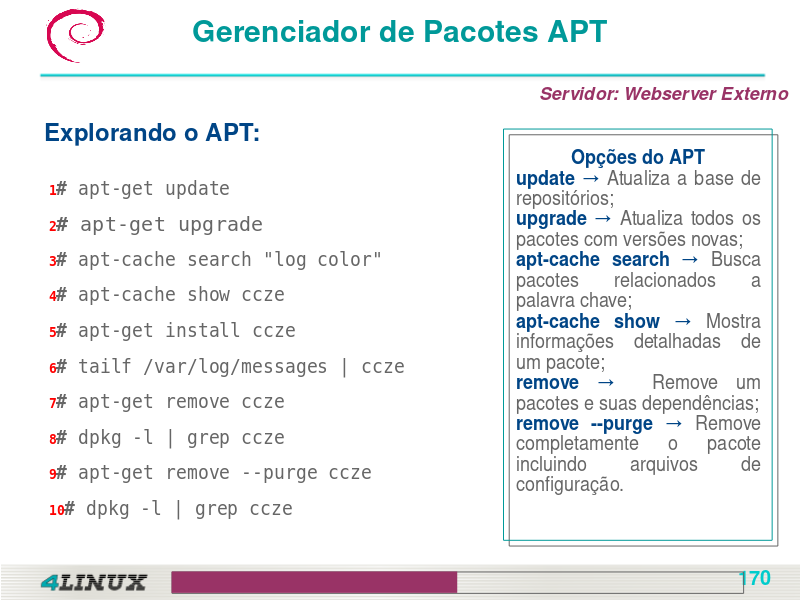 Gerenciador de Pacotes APT
Servidor: Webserver Externo
Explorando o APT:
1# apt-get update
2# apt-get upgrade
3# apt-cache search "log color"
4# apt-cache show ccze
5# apt-get install ccze
6# tailf /var/log/messages | ccze
7# apt-get remove ccze
8# dpkg -l | grep ccze
9# apt-get remove --purge ccze
10# dpkg -l | grep ccze
Opções do APT
update → Atualiza a base de
repositórios;
upgrade → Atualiza todos os
pacotes com versões novas;
apt-cache search → Busca
pacotes relacionados a
palavra chave;
apt-cache show → Mostra
informações detalhadas de
um pacote;
remove → Remove um
pacotes e suas dependências;
remove --purge → Remove
completamente o pacote
incluindo arquivos de
configuração.
4LINUX
170